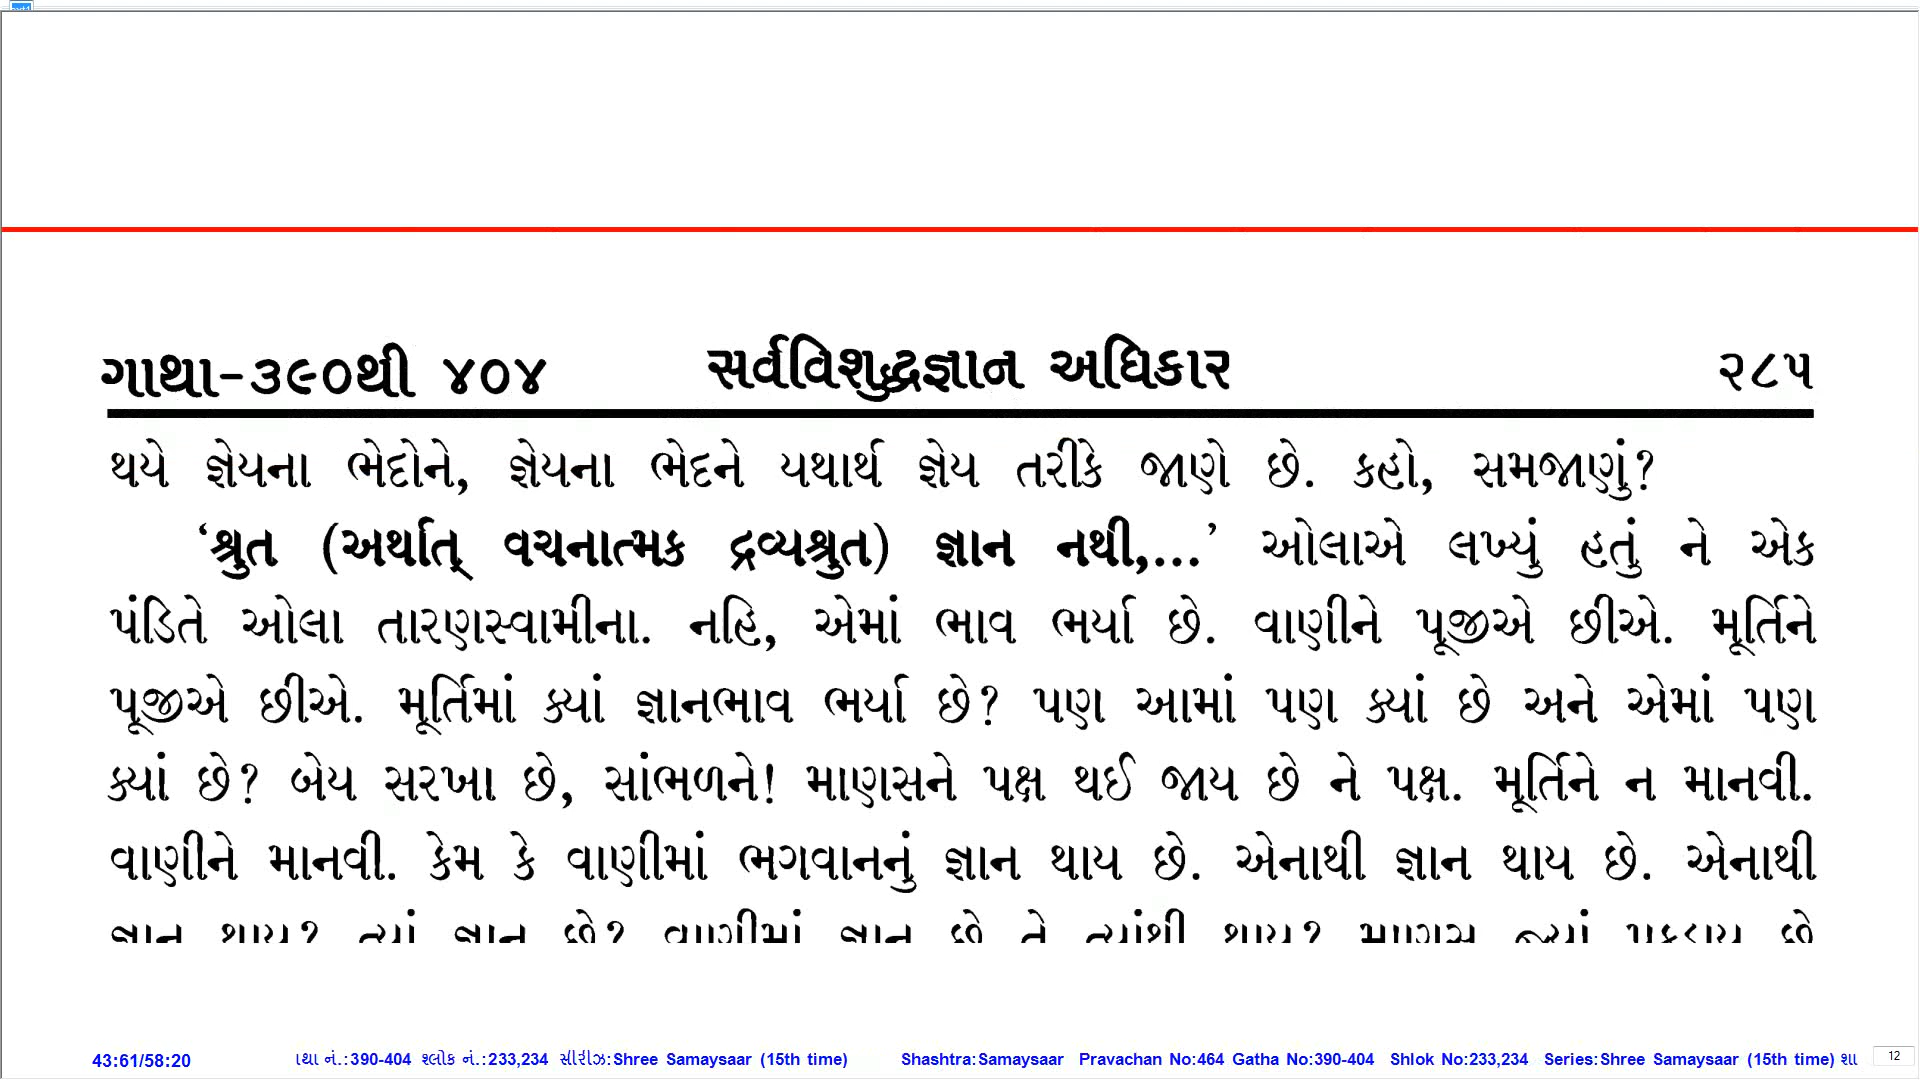 ગાથા-૩૯૦થી ૪૦૪ સર્વવિશુદ્ધજ્ઞાન અધિકાર ૨૮૫
થયે જ્ઞેયના ભેદોને, જ્ઞેયના ભેદને યથાર્થ જ્ઞેય તરીકે જાણે છે. કહો, સમજાણું?
‘શ્રુત (અર્થાત્ વચનાત્મક દ્રવ્યશ્રુત) જ્ઞાન નથી,...’ ઓલાએ લખ્યું હતું ને એક
પંડિતે ઓલા તારણસ્વામીના. નહિ, એમાં ભાવ ભર્યા છે. વાણીને પૂજીએ છીએ. મૂર્તિને
પૂજીએ છીએ. મૂર્તિમાં ક્યાં જ્ઞાનભાવ ભર્યા છે? પણ આમાં પણ ક્યાં છે અને એમાં પણ
ક્યાં છે? બેય સરખા છે, સાંભળને! માણસને પક્ષ થઈ જાય છે ને પક્ષ. મૂર્તિને ન માનવી.
વાણીને માનવી. કેમ કે વાણીમાં ભગવાનનું જ્ઞાન થાય છે. એનાથી જ્ઞાન થાય છે. એનાથી
જ્ઞાન થાય? ત્યાં જ્ઞાન છે? વાણીમાં જ્ઞાન છે તે ત્યાંથી થાય? માણસ જ્યાં પકડાય છે
43:61/58:20 ાથા નં.:390-404 શ્લોક નં.:233,234 સીરીઝ:Shree Samaysaar (15th time) Shashtra:Samaysaar Pravachan No:464 Gatha No:390-404 Shlok No:233,234 Series:Shree Samaysaar (15th time) શા 12